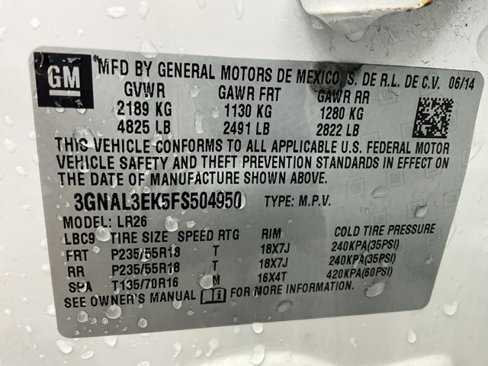 GM
MFD BY GENERAL MOTORS DE MEXICO, S. DE R.L. DE C.V. 06/14
GVWR GAWR FRT GAWR RR
2189 KG 1130 KG 1280 KG
4825 LB 2491 LB 2822 LB
THIS VEHICLE CONFORMS TO ALL APPLICABLE U.S. FEDERAL MOTOR
VEHICLE SAFETY AND THEFT PREVENTION STANDARDS IN EFFECT ON
THE DATE OF MANUFACTURE SHOWN ABOVE.
3GNAL3EK5FS504950 TYPE: M.P.V.
MODEL: LR26
LBC9 TIRE SIZE SPEED RTG RIM COLD TIRE PRESSURE
FRT P235/55R18 T 18X7J 240KPA(35PSI)
RR P235/55R18 T 18X7J 240KPA(35PSI)
SPA T135/70R16 M 16X4T 420KPA(60PSI)
SEE OWNER'S MANUAL FOR MORE INFORMATION.